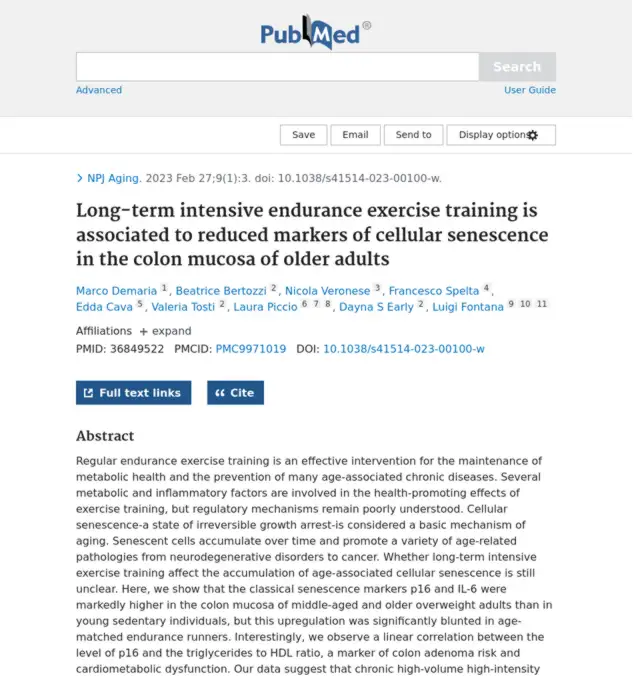 PubMed®
Search
Advanced
User Guide
Save
Email
Send to
Display options
NPJ Aging. 2023 Feb 27;9(1):3. doi: 10.1038/s41514-023-00100-w.
Long-term intensive endurance exercise training is
associated to reduced markers of cellular senescence
in the colon mucosa of older adults
Marco Demaria 1, Beatrice Bertozzi 2, Nicola Veronese 3, Francesco Spelta 4,
Edda Cava 5, Valeria Tosti 2, Laura Piccio 6 7 8, Dayna S Early 2, Luigi Fontana 9 10 11
Affiliations + expand
PMID: 36849522 PMCID: PMC9971019 DOI: 10.1038/s41514-023-00100-w
Full text links
Cite
Abstract
Regular endurance exercise training is an effective intervention for the maintenance of
metabolic health and the prevention of many age-associated chronic diseases. Several
metabolic and inflammatory factors are involved in the health-promoting effects of
exercise training, but regulatory mechanisms remain poorly understood. Cellular
senescence-a state of irreversible growth arrest-is considered a basic mechanism of
aging. Senescent cells accumulate over time and promote a variety of age-related
pathologies from neurodegenerative disorders to cancer. Whether long-term intensive
exercise training affect the accumulation of age-associated cellular senescence is still
unclear. Here, we show that the classical senescence markers p16 and IL-6 were
markedly higher in the colon mucosa of middle-aged and older overweight adults than in
young sedentary individuals, but this upregulation was significantly blunted in age-
matched endurance runners. Interestingly, we observe a linear correlation between the
level of p16 and the triglycerides to HDL ratio, a marker of colon adenoma risk and
cardiometabolic dysfunction. Our data suggest that chronic high-volume high-intensity